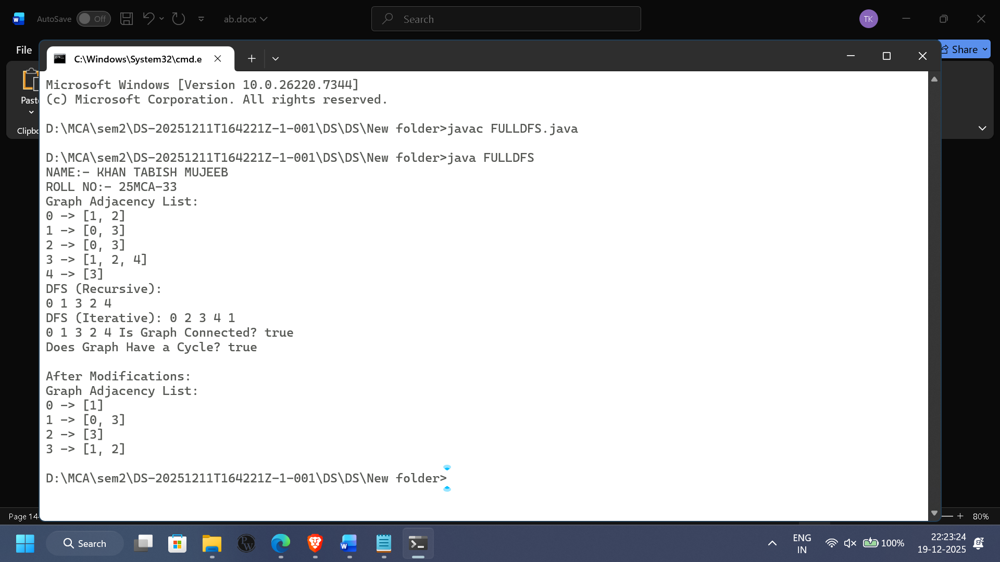 AutoSave Off ab.docx Search TK
File Share
C:\Windows\System32\cmd.e
Paste
Clipbo
Microsoft Windows [Version 10.0.26220.7344]
(c) Microsoft Corporation. All rights reserved.
D:\MCA\sem2\DS-20251211T164221Z-1-001\DS\DS\New folder>javac FULLDFS.java
D:\MCA\sem2\DS-20251211T164221Z-1-001\DS\DS\New folder>java FULLDFS
NAME:- KHAN TABISH MUJEEB
ROLL NO:- 25MCA-33
Graph Adjacency List:
0 -> [1, 2]
1 -> [0, 3]
2 -> [0, 3]
3 -> [1, 2, 4]
4 -> [3]
DFS (Recursive):
0 1 3 2 4
DFS (Iterative): 0 2 3 4 1
0 1 3 2 4 Is Graph Connected? true
Does Graph Have a Cycle? true
After Modifications:
Graph Adjacency List:
0 -> [1]
1 -> [0, 3]
2 -> [3]
3 -> [1, 2]
D:\MCA\sem2\DS-20251211T164221Z-1-001\DS\DS\New folder>
Page 14 80%
Search ENG 100% 22:23:24
IN 19-12-2025